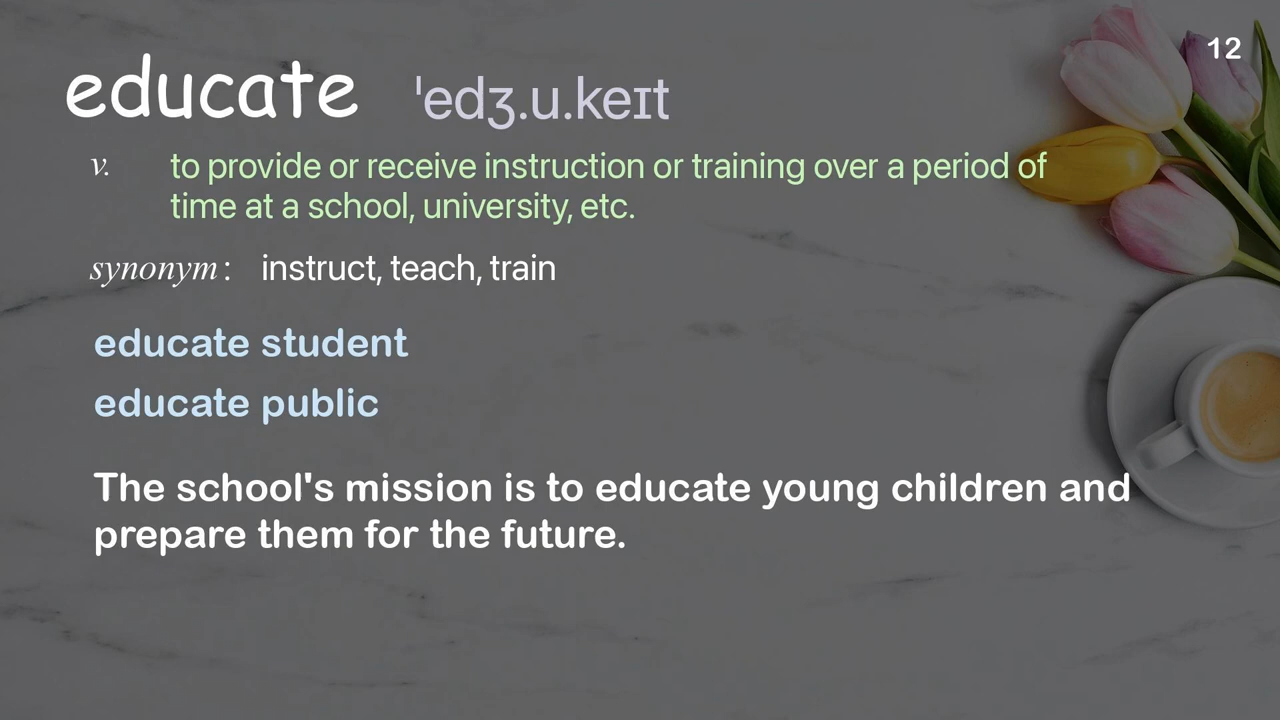 12
educate ˈedʒ.u.keɪt
v. to provide or receive instruction or training over a period of
time at a school, university, etc.
synonym: instruct, teach, train
educate student
educate public
The school's mission is to educate young children and
prepare them for the future.